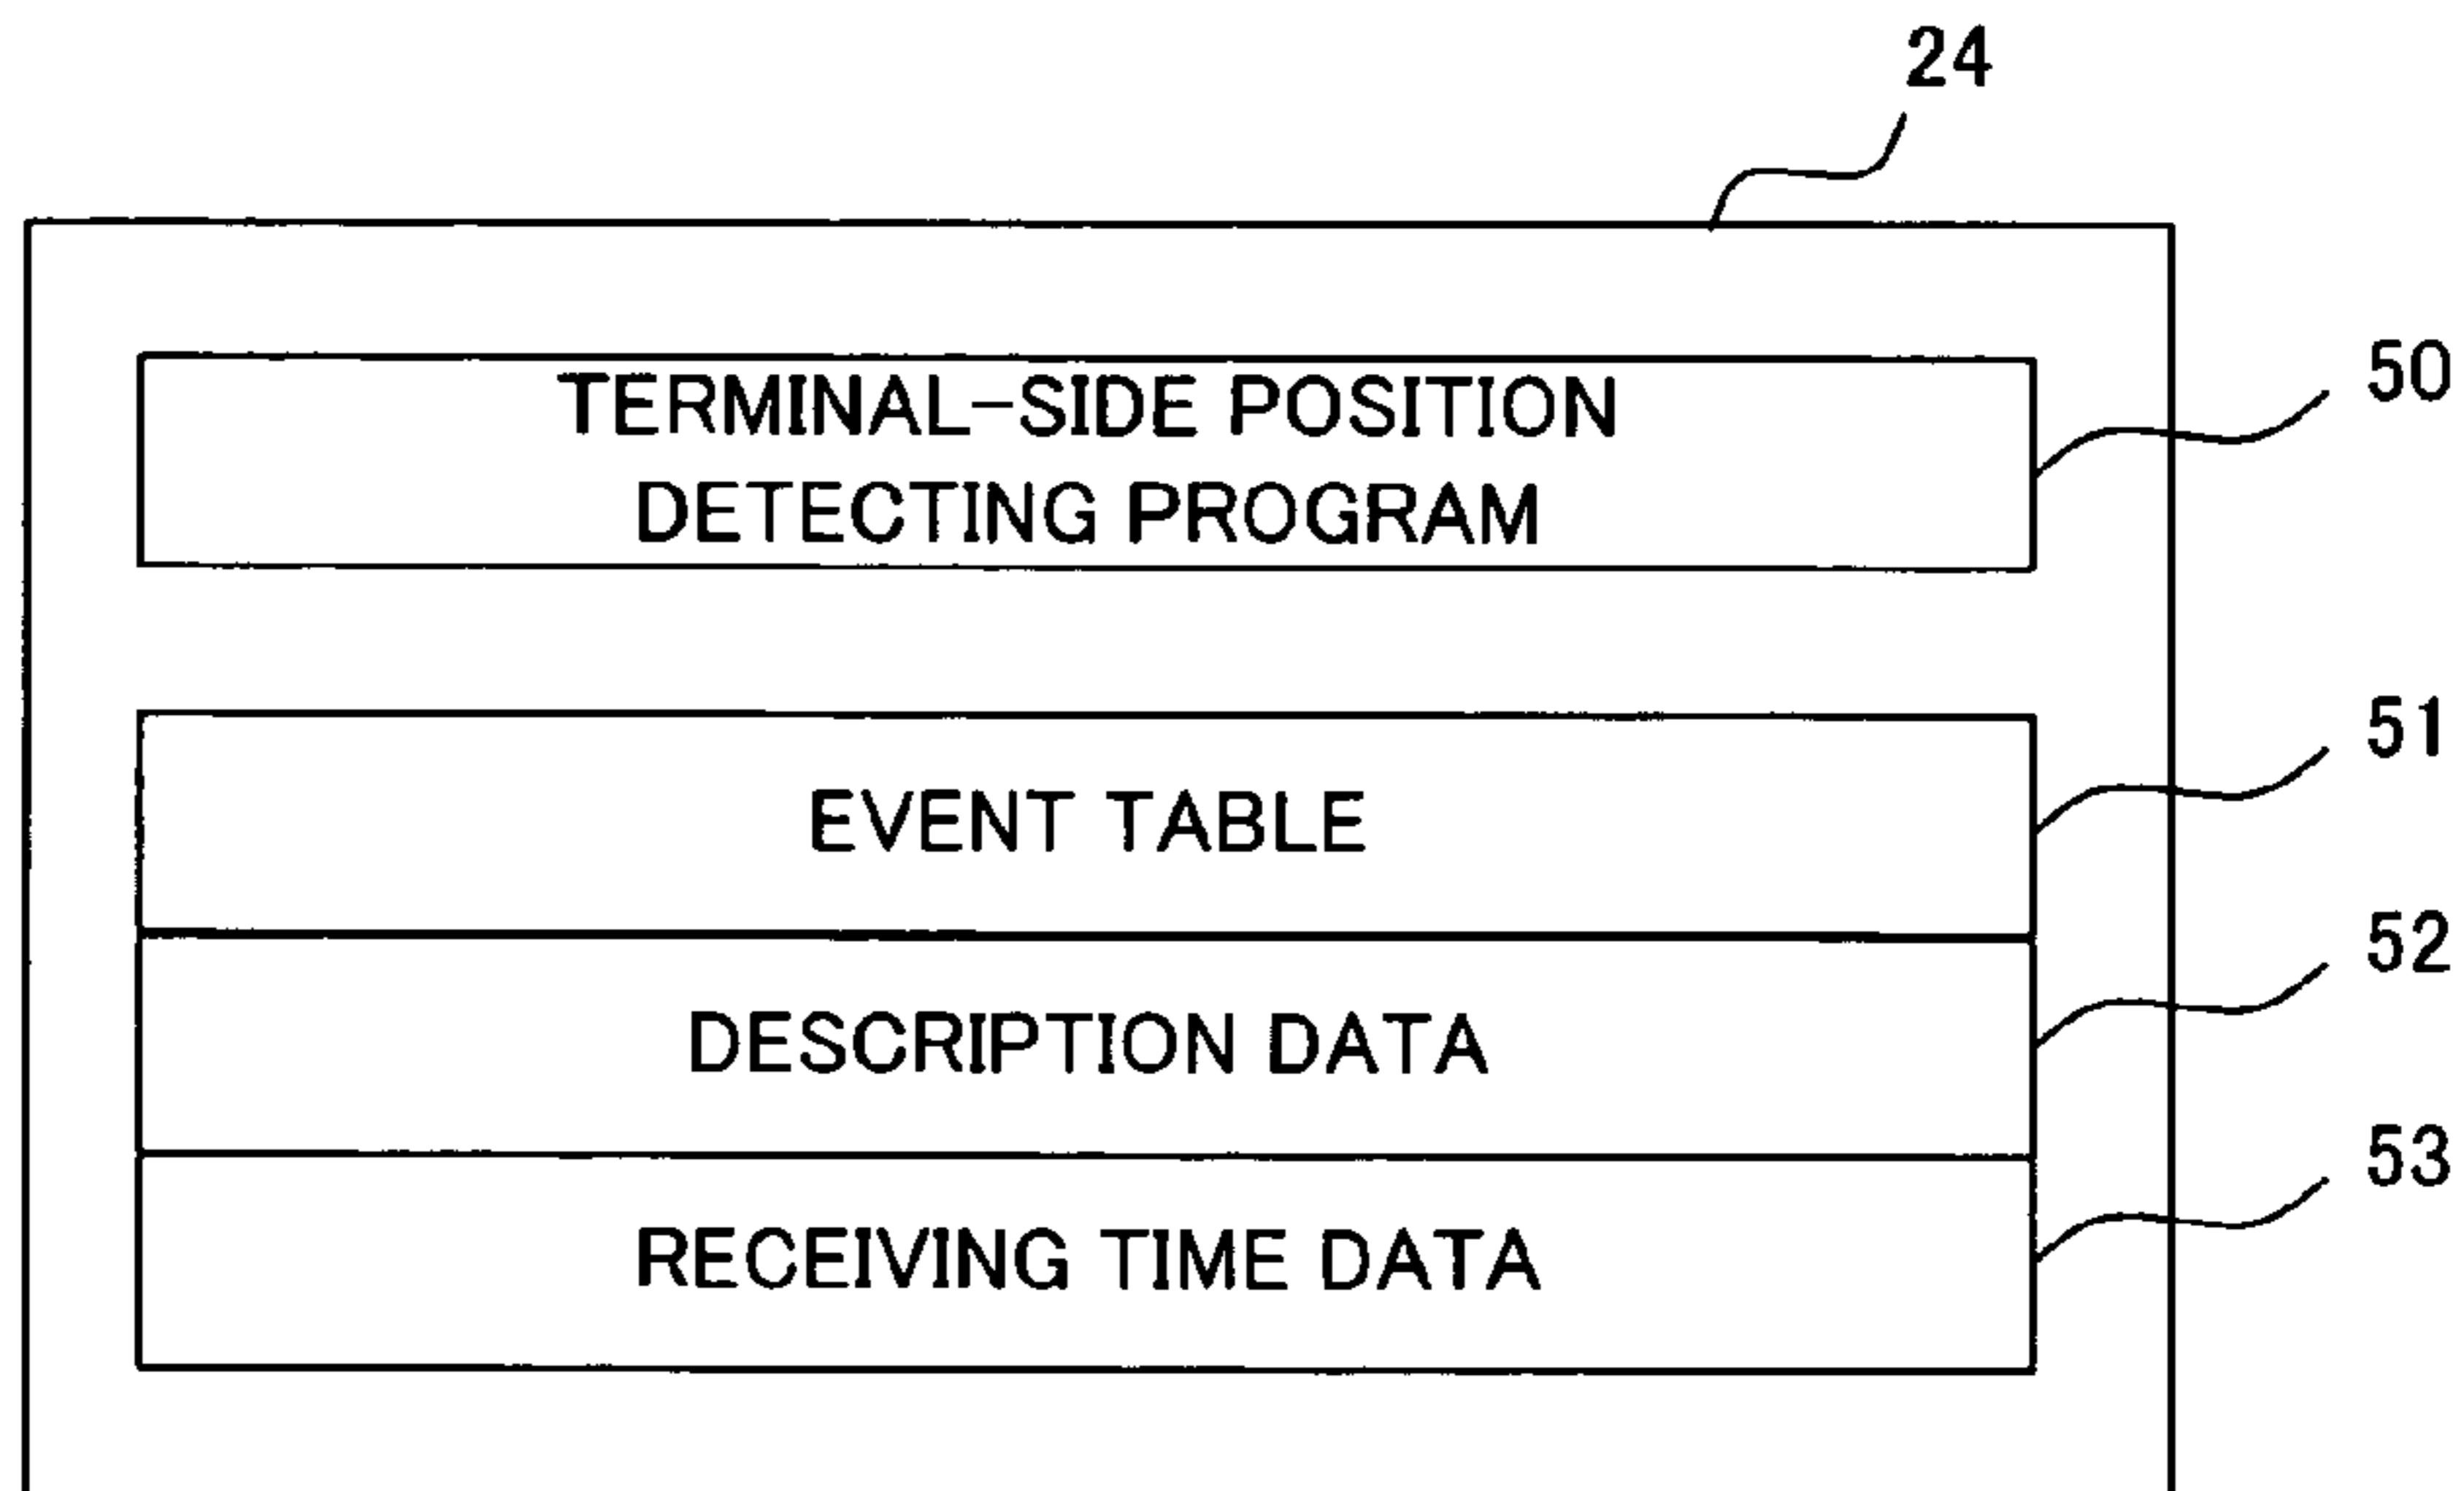 24
TERMINAL-SIDE POSITION
DETECTING PROGRAM
50
EVENT TABLE
51
DESCRIPTION DATA
52
RECEIVING TIME DATA
53